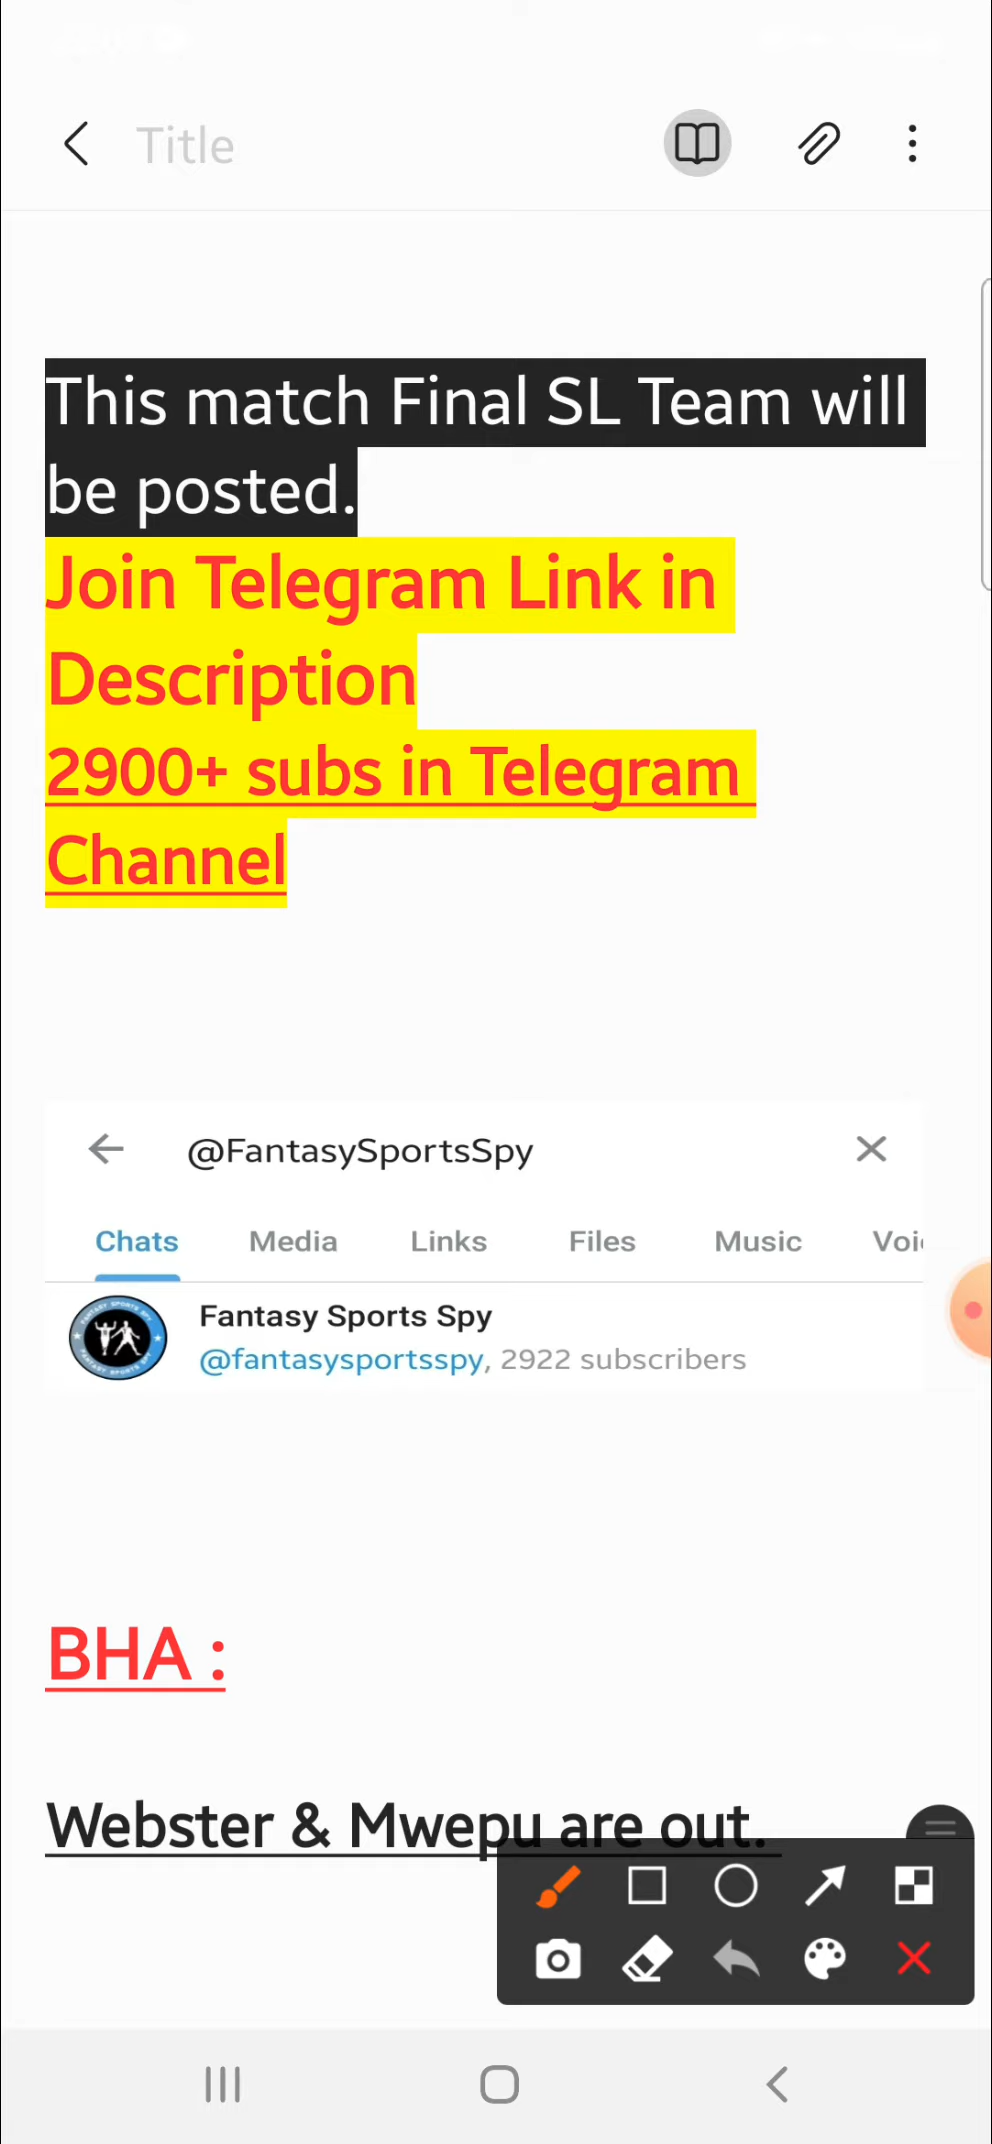 Title
This match Final SL Team will
be posted.
Join Telegram Link in
Description
2900+ subs in Telegram
Channel
@FantasySportsSpy
Chats Media Links Files Music
Fantasy Sports Spy
@fantasysportsspy, 2922 subscribers
BHA :
Webster & Mwepu are out.